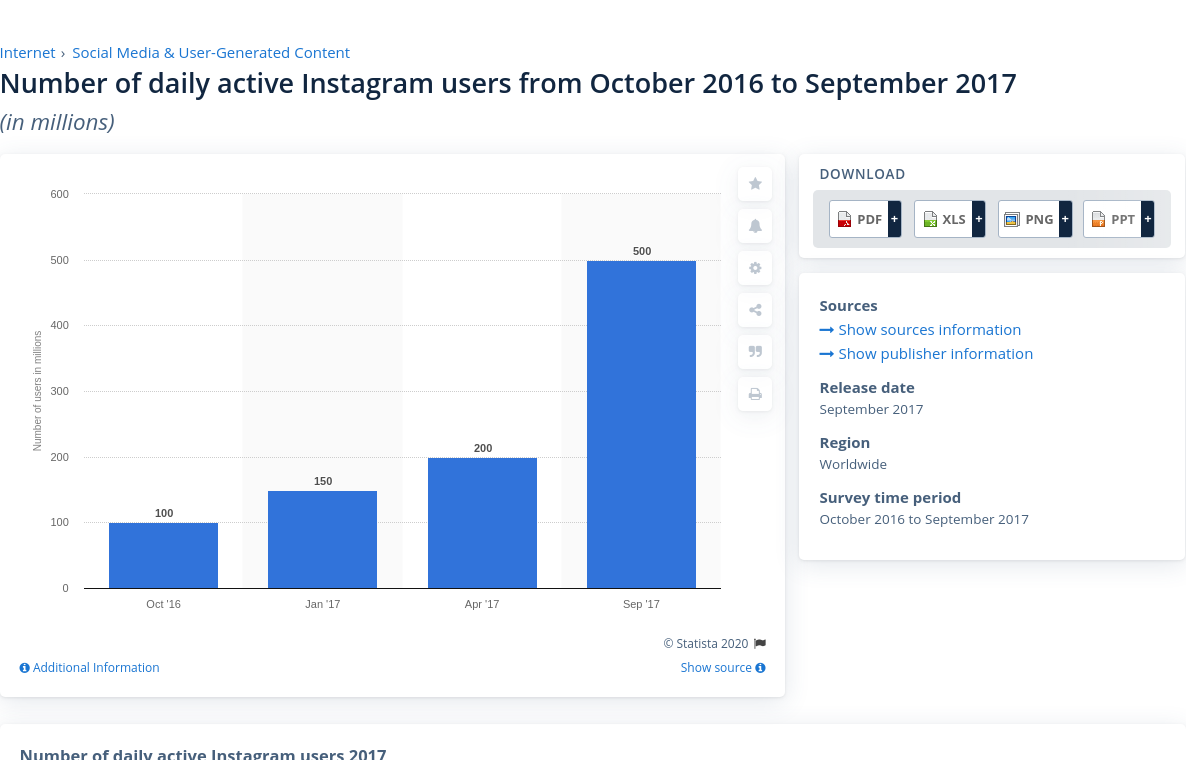 Internet › Social Media & User-Generated Content
Number of daily active Instagram users from October 2016 to September 2017
(in millions)
600
500
400
300
200
100
0
Number of users in millions
100
150
200
500
Oct '16
Jan '17
Apr '17
Sep '17
© Statista 2020
Additional Information
Show source
DOWNLOAD
PDF + XLS + PNG + PPT +
Sources
Show sources information
Show publisher information
Release date
September 2017
Region
Worldwide
Survey time period
October 2016 to September 2017
Number of daily active Instagram users 2017